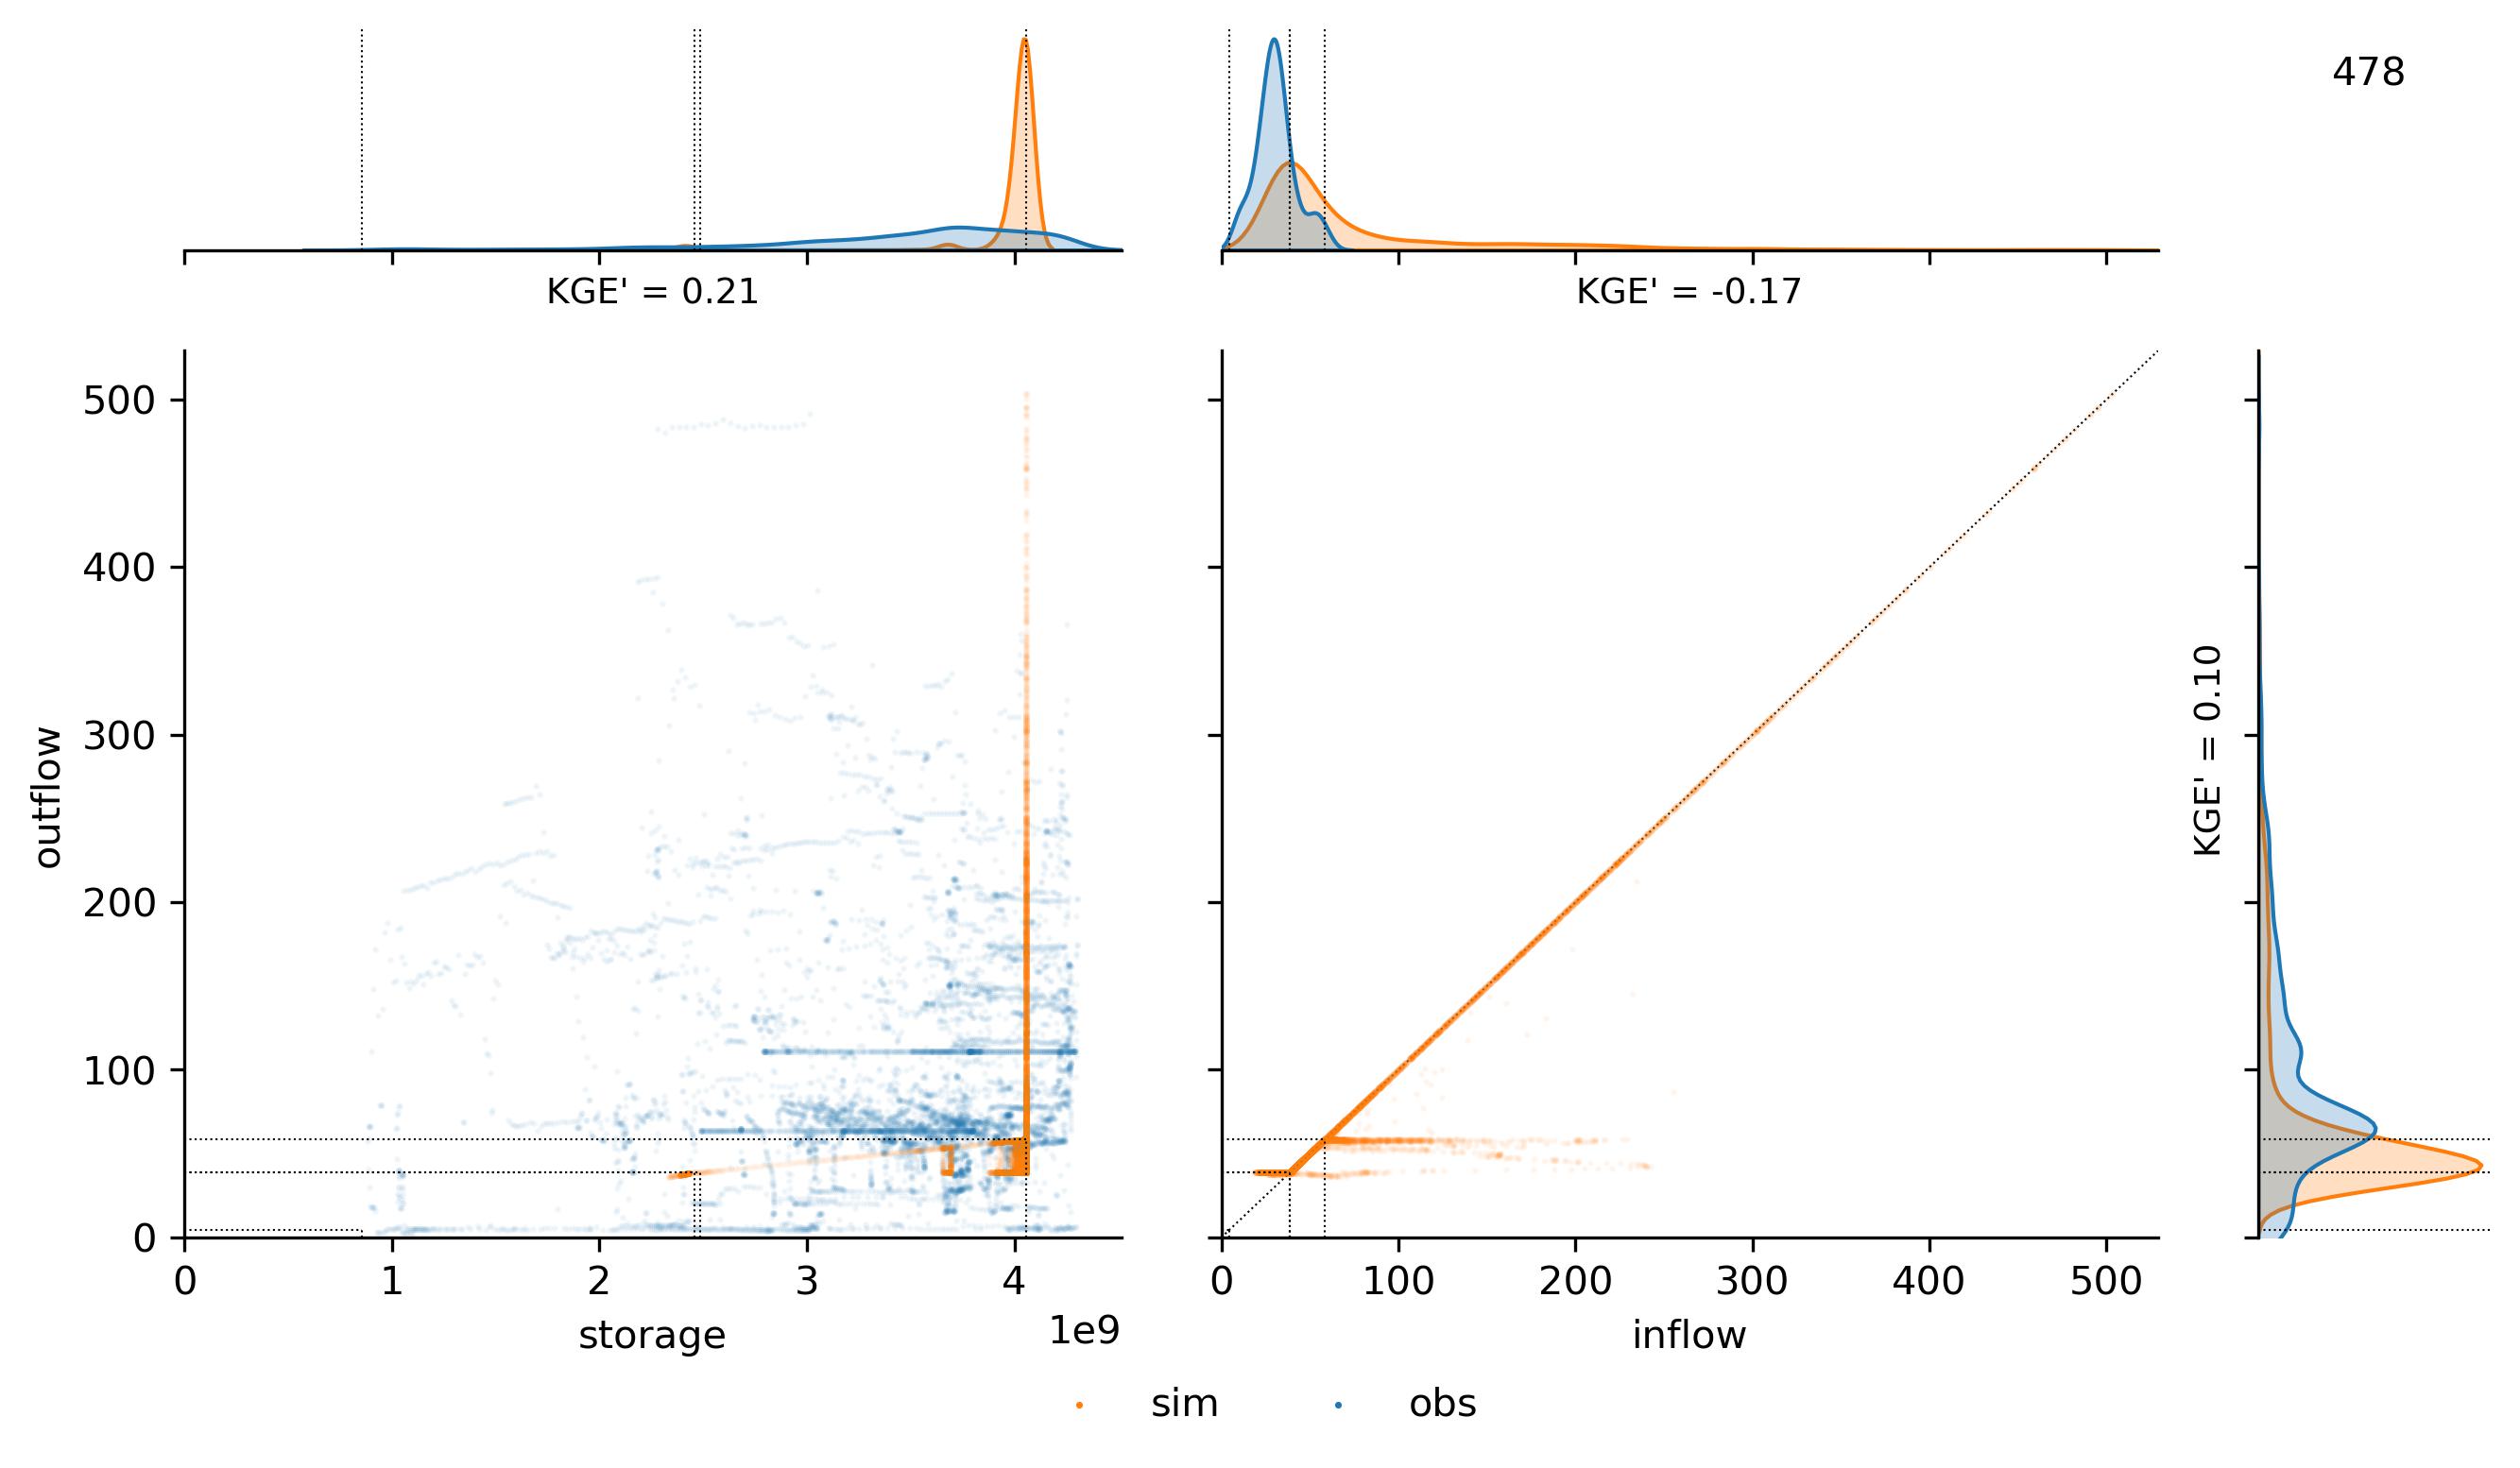 478
KGE' = 0.21
KGE' = -0.17
500
400
300
200
100
0
outflow
KGE' = 0.10
0 1 2 3 4
1e9
storage
0 100 200 300 400 500
inflow
sim obs